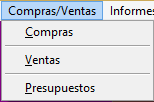 Compras/Ventas Informes
Compras
Ventas
Presupuestos